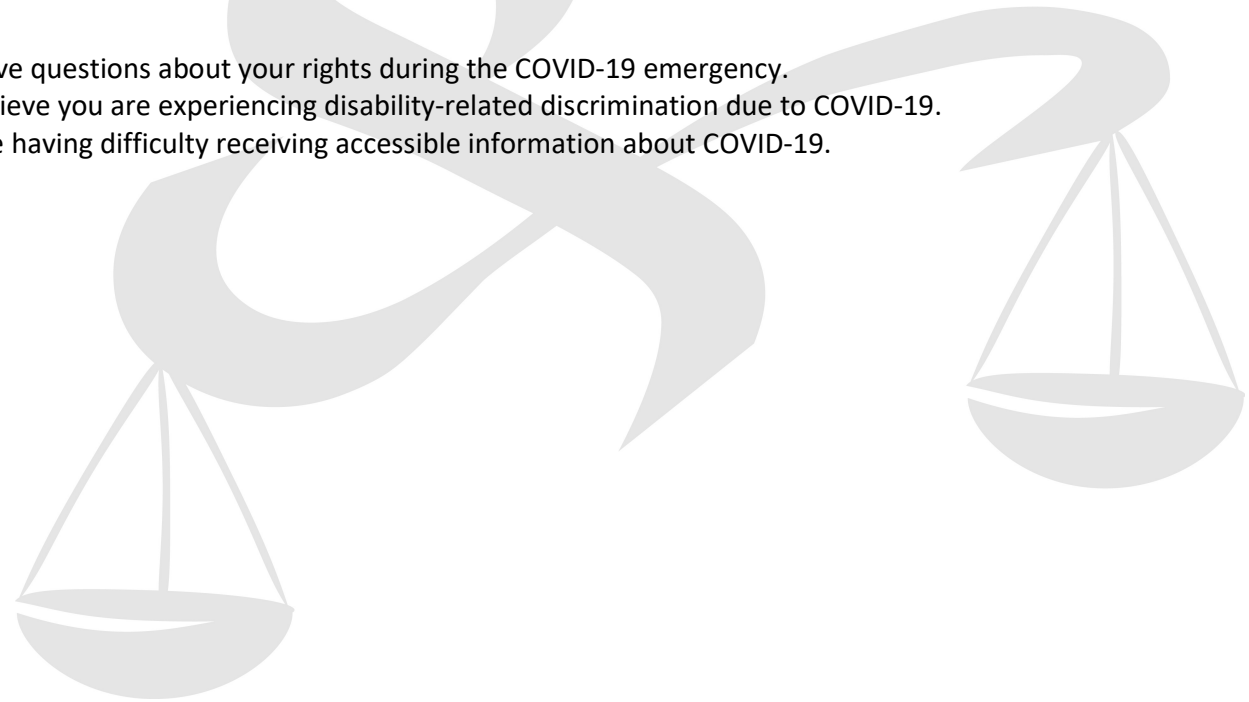 ve questions about your rights during the COVID-19 emergency.
ieve you are experiencing disability-related discrimination due to COVID-19.
e having difficulty receiving accessible information about COVID-19.